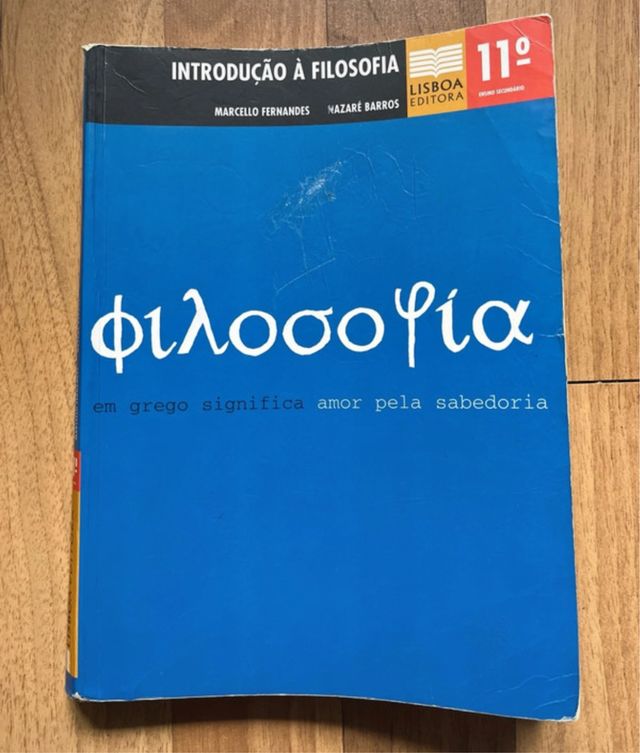 INTRODUÇÃO À FILOSOFIA
MARCELLO FERNANDES NAZARÉ BARROS
LISBOA
EDITORA
11º
ENSINO SECUNDÁRIO
φιλοσοφία
em grego significa amor pela sabedoria